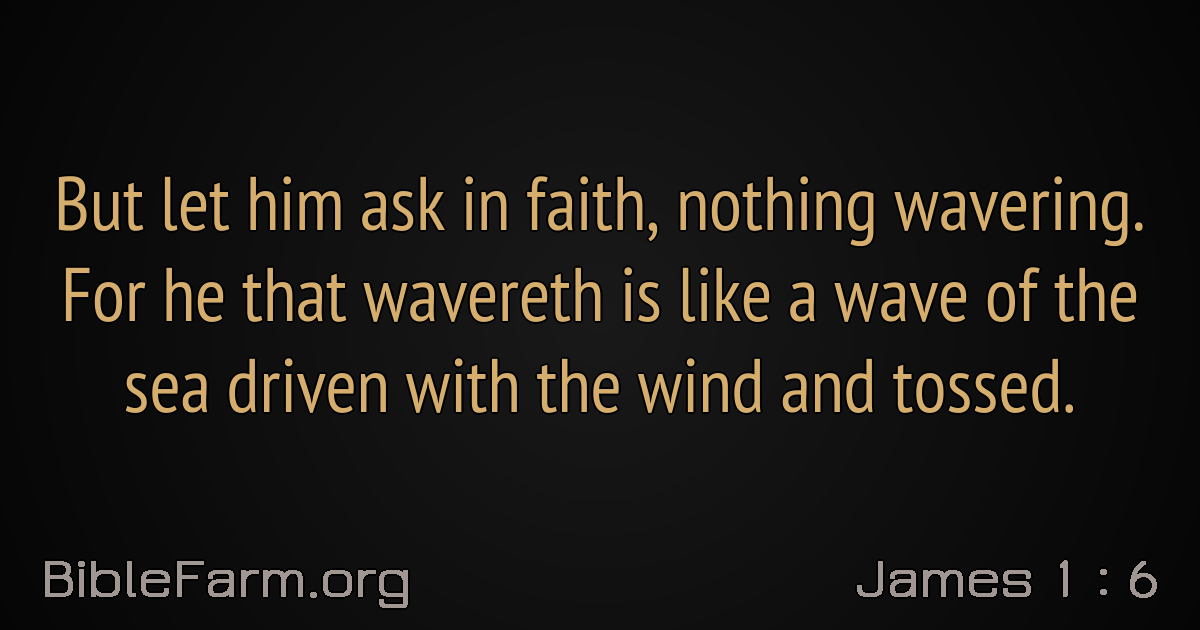 But let him ask in faith, nothing wavering.
For he that wavereth is like a wave of the
sea driven with the wind and tossed.
BibleFarm.org
James 1 : 6